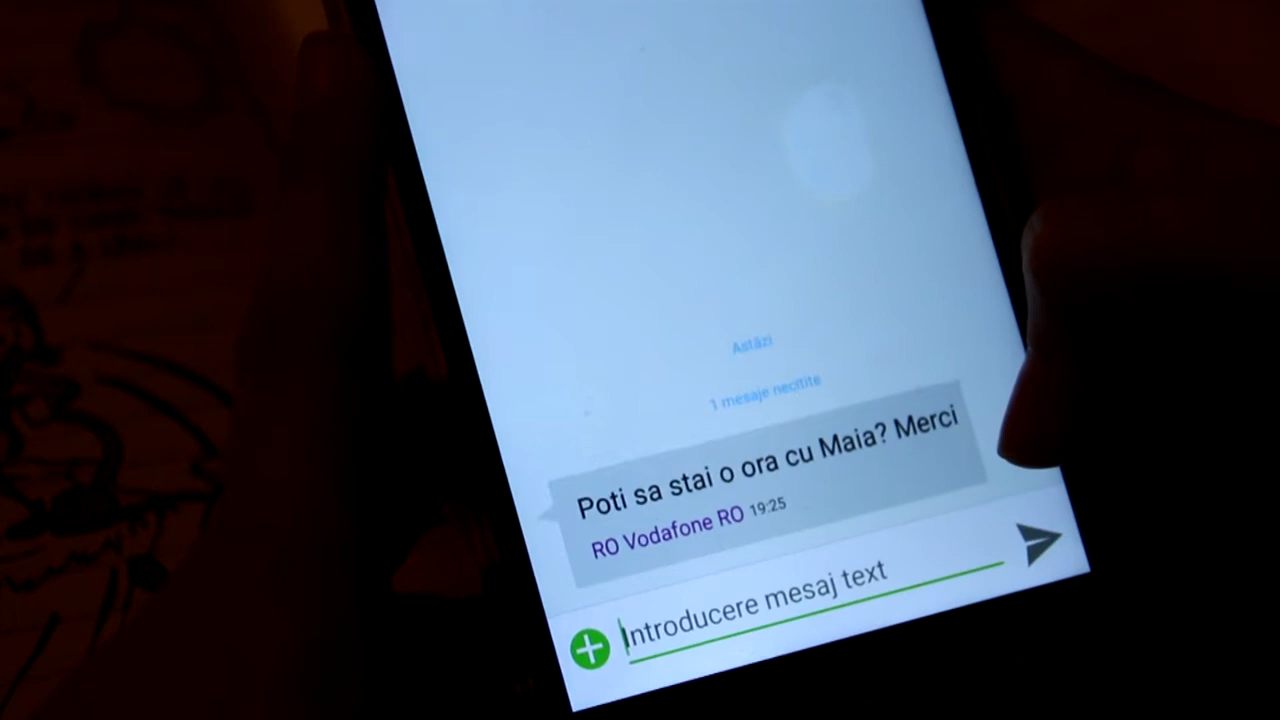 Astăzi
1 mesaje necitite
Poti sa stai o ora cu Maia? Merci
RO Vodafone RO 19:25
Introducere mesaj text